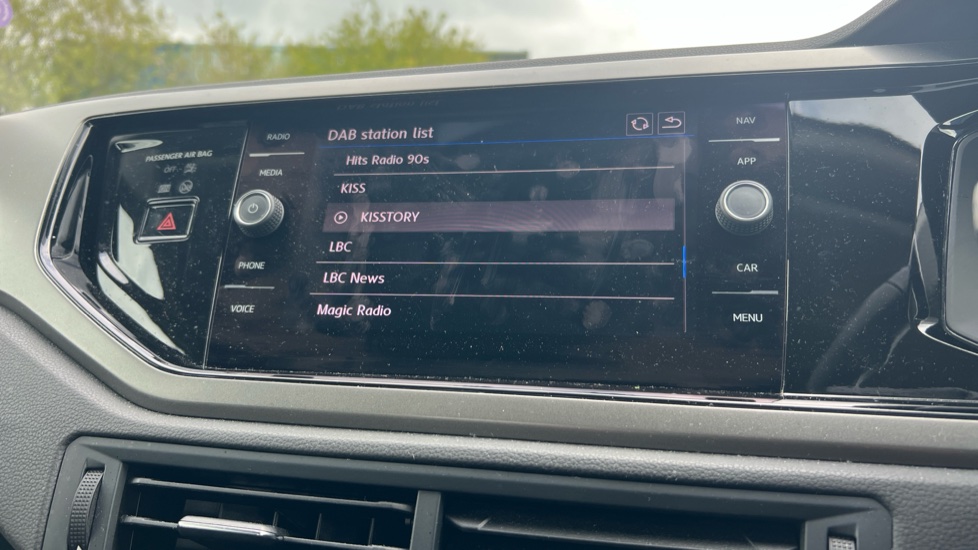 PASSENGER AIR BAG
OFF
RADIO
MEDIA
PHONE
VOICE
DAB station list
Hits Radio 90s
KISS
KISSTORY
LBC
LBC News
Magic Radio
NAV
APP
CAR
MENU